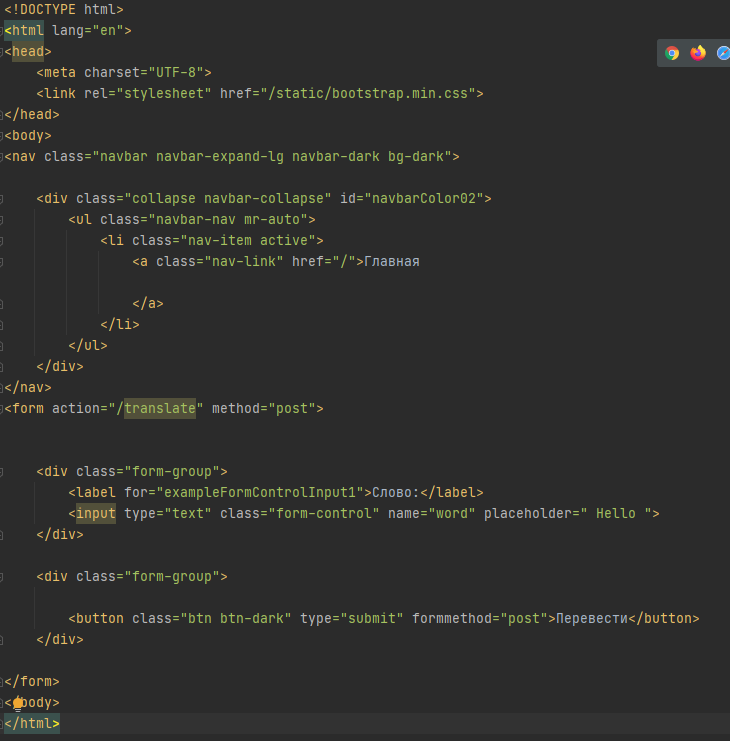 <!DOCTYPE html>
<html lang="en">
<head>
    <meta charset="UTF-8">
    <link rel="stylesheet" href="/static/bootstrap.min.css">
</head>
<body>
<nav class="navbar navbar-expand-lg navbar-dark bg-dark">
    <div class="collapse navbar-collapse" id="navbarColor02">
        <ul class="navbar-nav mr-auto">
            <li class="nav-item active">
                <a class="nav-link" href="/">Главная
                </a>
            </li>
        </ul>
    </div>
</nav>
<form action="/translate" method="post">
    <div class="form-group">
        <label for="exampleFormControlInput1">Слово:</label>
        <input type="text" class="form-control" name="word" placeholder=" Hello ">
    </div>
    <div class="form-group">
        <button class="btn btn-dark" type="submit" formmethod="post">Перевести</button>
    </div>
</form>
</body>
</html>